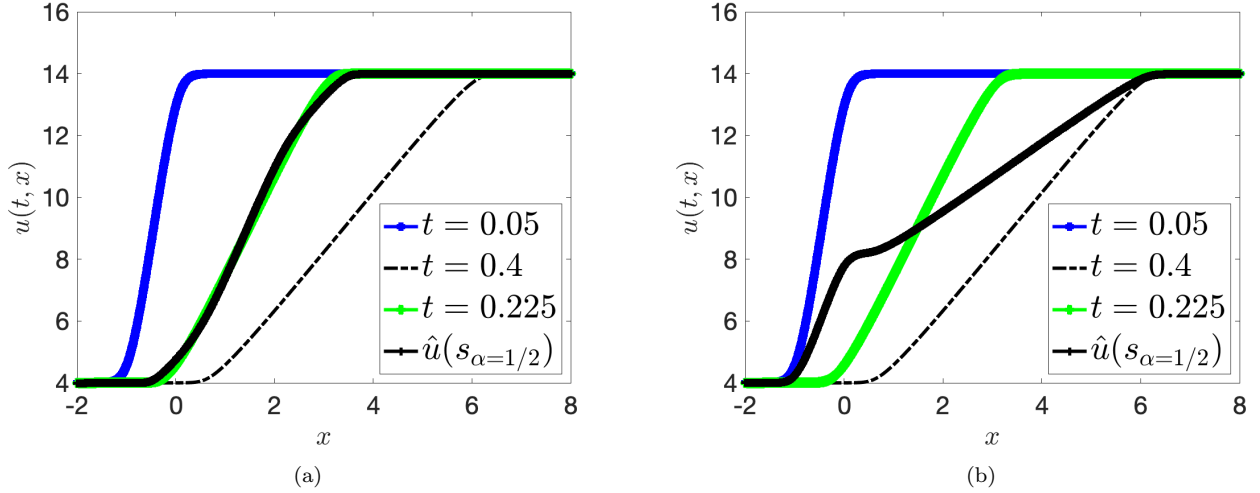 16
14
12
10
8
6
4
u(t, x)
-2
0
2
4
6
8
x
t = 0.05
t = 0.4
t = 0.225
û(s_{α=1/2})
(a)
16
14
12
10
8
6
4
u(t, x)
-2
0
2
4
6
8
x
t = 0.05
t = 0.4
t = 0.225
û(s_{α=1/2})
(b)